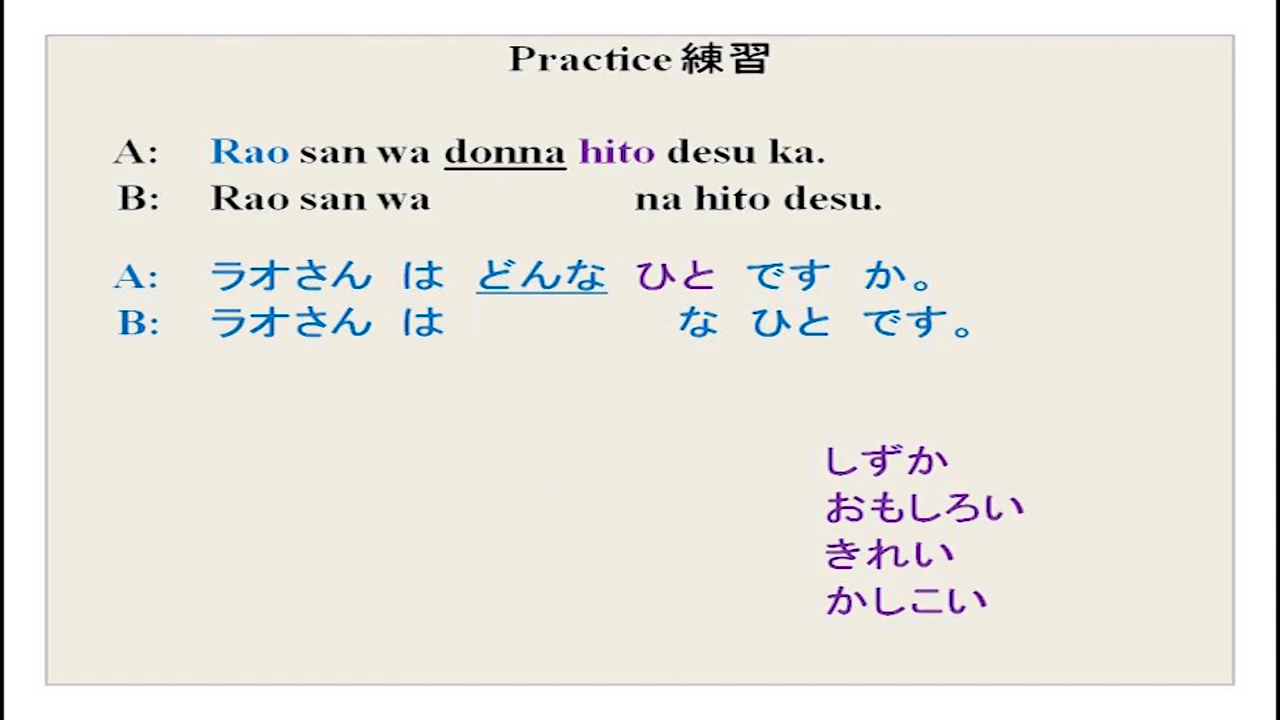 Practice 練習
A: Rao san wa donna hito desu ka.
B: Rao san wa na hito desu.
A: ラオさん は どんな ひと です か。
B: ラオさん は な ひと です。
しずか
おもしろい
きれい
かしこい